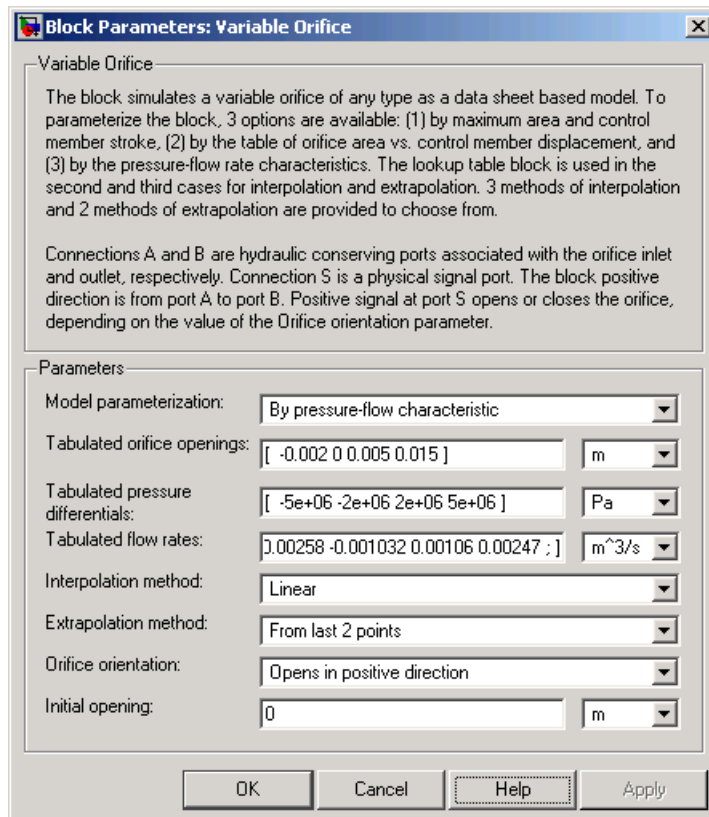 Block Parameters: Variable Orifice
Variable Orifice
The block simulates a variable orifice of any type as a data sheet based model. To
parameterize the block, 3 options are available: (1) by maximum area and control
member stroke, (2) by the table of orifice area vs. control member displacement, and
(3) by the pressure-flow rate characteristics. The lookup table block is used in the
second and third cases for interpolation and extrapolation. 3 methods of interpolation
and 2 methods of extrapolation are provided to choose from.
Connections A and B are hydraulic conserving ports associated with the orifice inlet
and outlet, respectively. Connection S is a physical signal port. The block positive
direction is from port A to port B. Positive signal at port S opens or closes the orifice,
depending on the value of the Orifice orientation parameter.
Parameters
Model parameterization: By pressure-flow characteristic
Tabulated orifice openings: [ -0.002 0 0.005 0.015 ] m
Tabulated pressure
differentials: [ -5e+06 -2e+06 2e+06 5e+06 ] Pa
Tabulated flow rates: 0.00258 -0.001032 0.00106 0.00247 ; ] m^3/s
Interpolation method: Linear
Extrapolation method: From last 2 points
Orifice orientation: Opens in positive direction
Initial opening: 0 m
OK Cancel Help Apply